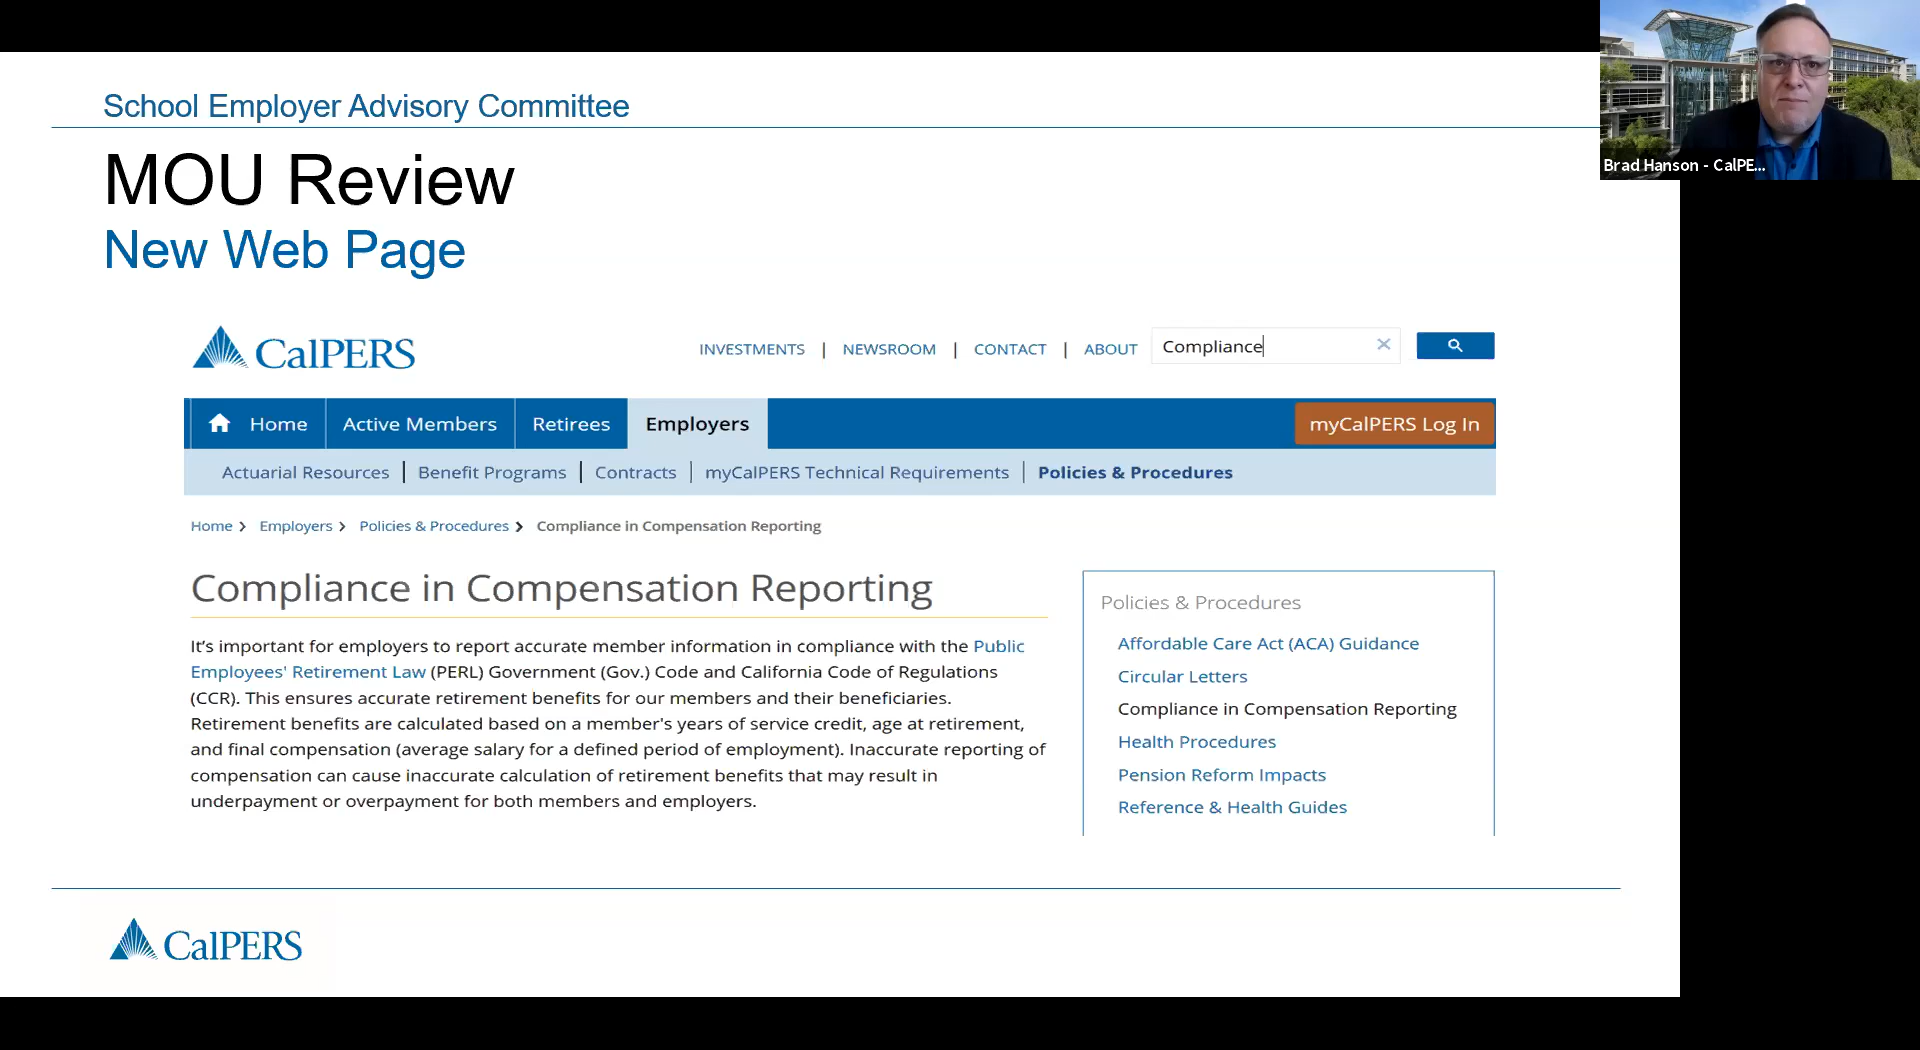 School Employer Advisory Committee
MOU Review
New Web Page
CalPERS
INVESTMENTS | NEWSROOM | CONTACT | ABOUT
Compliance
Home Active Members Retirees Employers
myCalPERS Log In
Actuarial Resources | Benefit Programs | Contracts | myCalPERS Technical Requirements | Policies & Procedures
Home > Employers > Policies & Procedures > Compliance in Compensation Reporting
Compliance in Compensation Reporting
It's important for employers to report accurate member information in compliance with the Public
Employees' Retirement Law (PERL) Government (Gov.) Code and California Code of Regulations
(CCR). This ensures accurate retirement benefits for our members and their beneficiaries.
Retirement benefits are calculated based on a member's years of service credit, age at retirement,
and final compensation (average salary for a defined period of employment). Inaccurate reporting of
compensation can cause inaccurate calculation of retirement benefits that may result in
underpayment or overpayment for both members and employers.
Policies & Procedures
Affordable Care Act (ACA) Guidance
Circular Letters
Compliance in Compensation Reporting
Health Procedures
Pension Reform Impacts
Reference & Health Guides
CalPERS
Brad Hanson - CalPE...